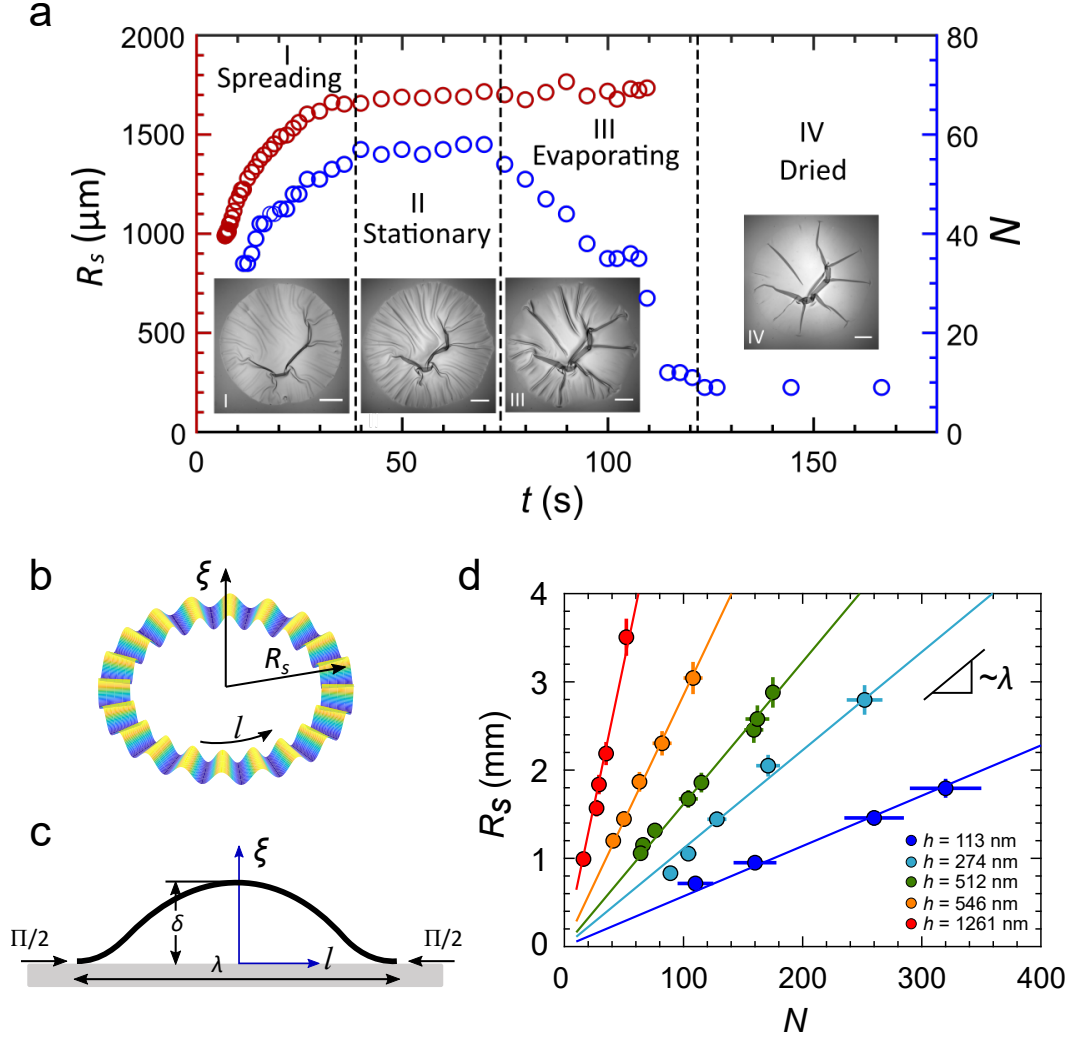 a
2000
1500
1000
500
0
R_s (μm)
I
Spreading
II
Stationary
III
Evaporating
IV
Dried
80
60
40
20
0
N
I
II
III
IV
0
50
100
150
t (s)
b
ξ
R_s
l
c
ξ
δ
Π/2
Π/2
λ
l
d
4
3
2
1
0
R_s (mm)
~λ
h = 113 nm
h = 274 nm
h = 512 nm
h = 546 nm
h = 1261 nm
0
100
200
300
400
N